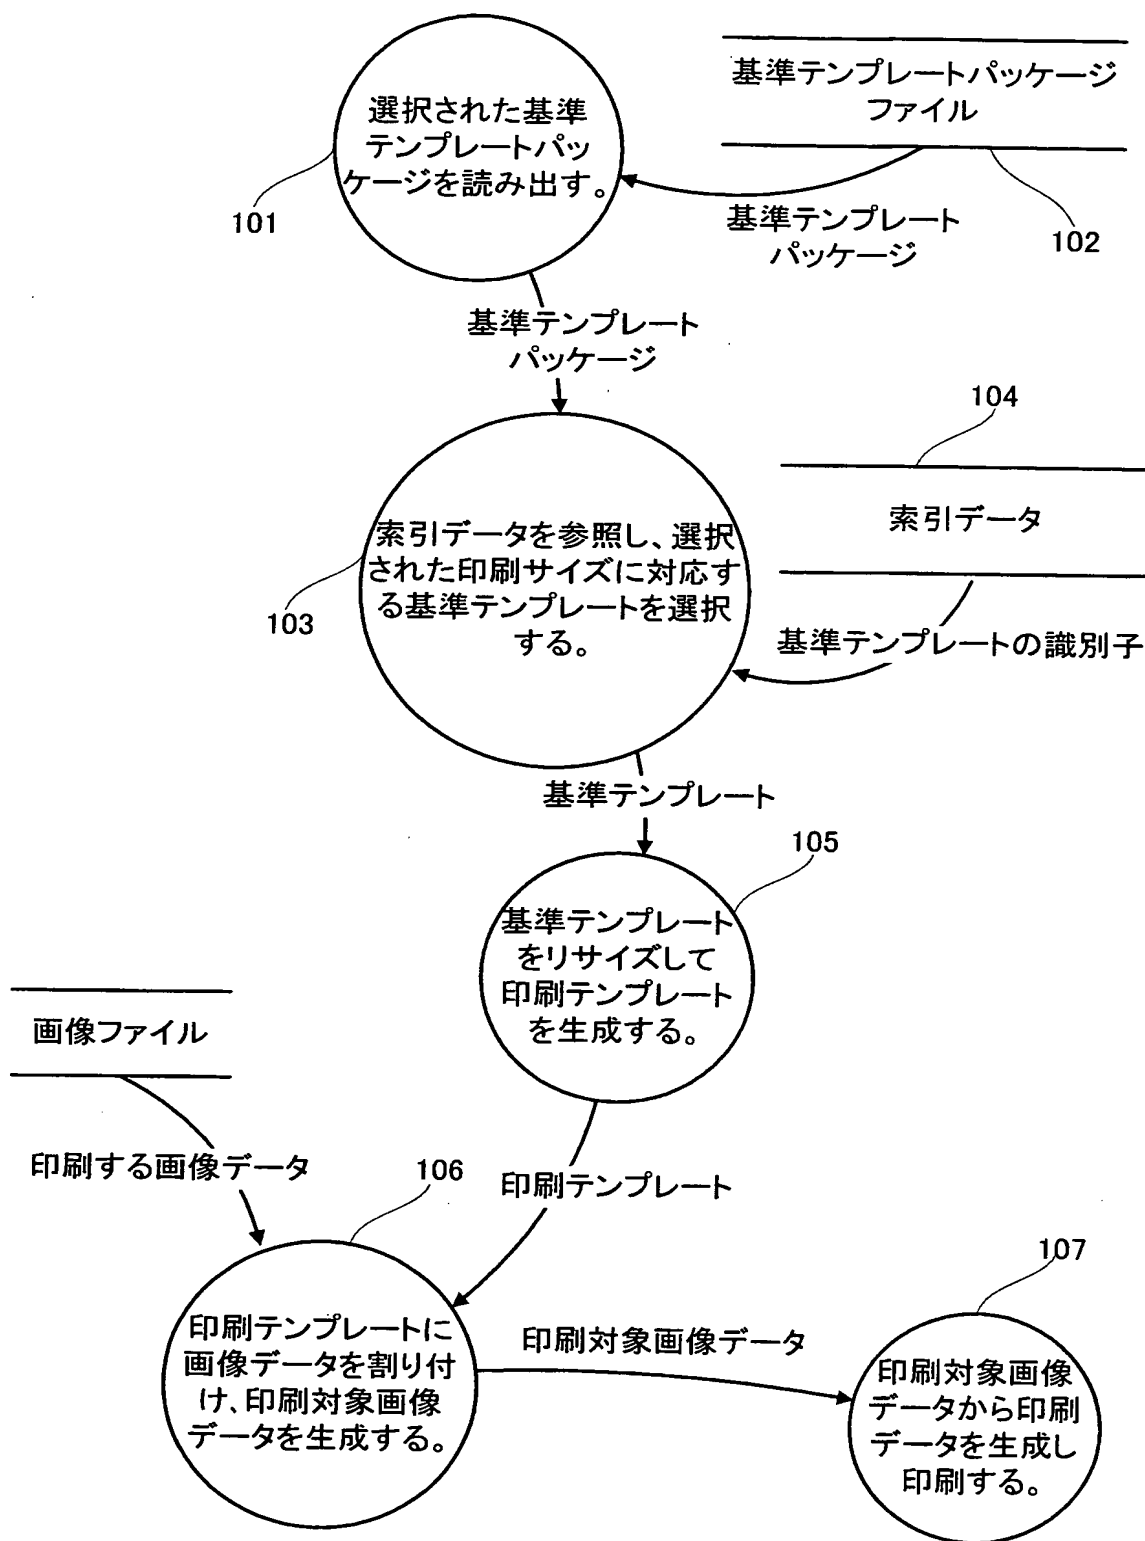 選択された基準
テンプレートパッ
ケージを読み出す。
101
基準テンプレートパッケージ
ファイル
102
基準テンプレート
パッケージ
基準テンプレート
パッケージ
索引データを参照し、選択
された印刷サイズに対応す
る基準テンプレートを選択
する。
103
104
索引データ
基準テンプレートの識別子
基準テンプレート
105
基準テンプレート
をリサイズして
印刷テンプレート
を生成する。
画像ファイル
印刷する画像データ
印刷テンプレート
106
印刷テンプレートに
画像データを割り付
け、印刷対象画像
データを生成する。
印刷対象画像データ
107
印刷対象画像
データから印刷
データを生成し
印刷する。